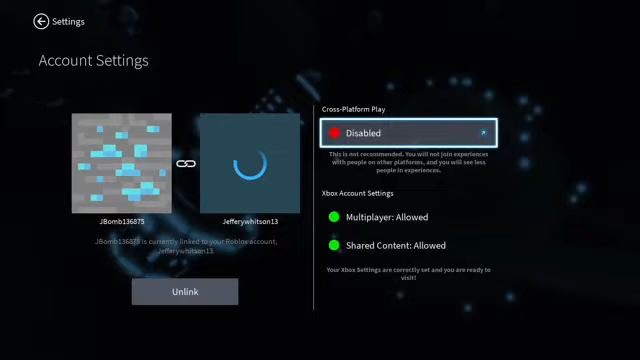 Settings
Account Settings
Cross-Platform Play
Disabled
This is not recommended. You will not join experiences
with people on other platforms, and you will see less
people in experiences.
Xbox Account Settings
Multiplayer: Allowed
Shared Content: Allowed
Your Xbox Settings are correctly set and you are ready to
visit!
JBomb136875
Jefferywhitson13
JBomb136875 is currently linked to your Roblox account,
Jefferywhitson13.
Unlink